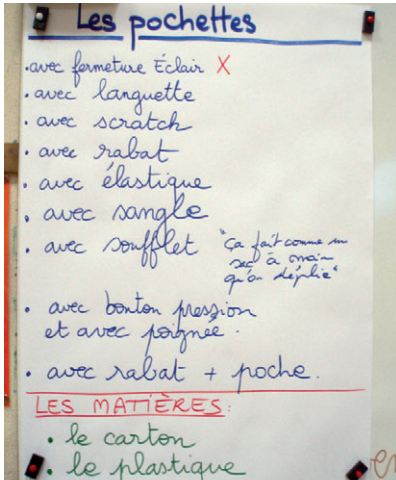 Les pochettes
• avec fermeture Éclair X
• avec languette
• avec scratch
• avec rabat
• avec élastique
• avec sangle
• avec soufflet "ça fait comme un
sac à main
qu'on déplie"
• avec bouton pression
et avec poignée.
• avec rabat + poche.
LES MATIÈRES:
• le carton
• le plastique